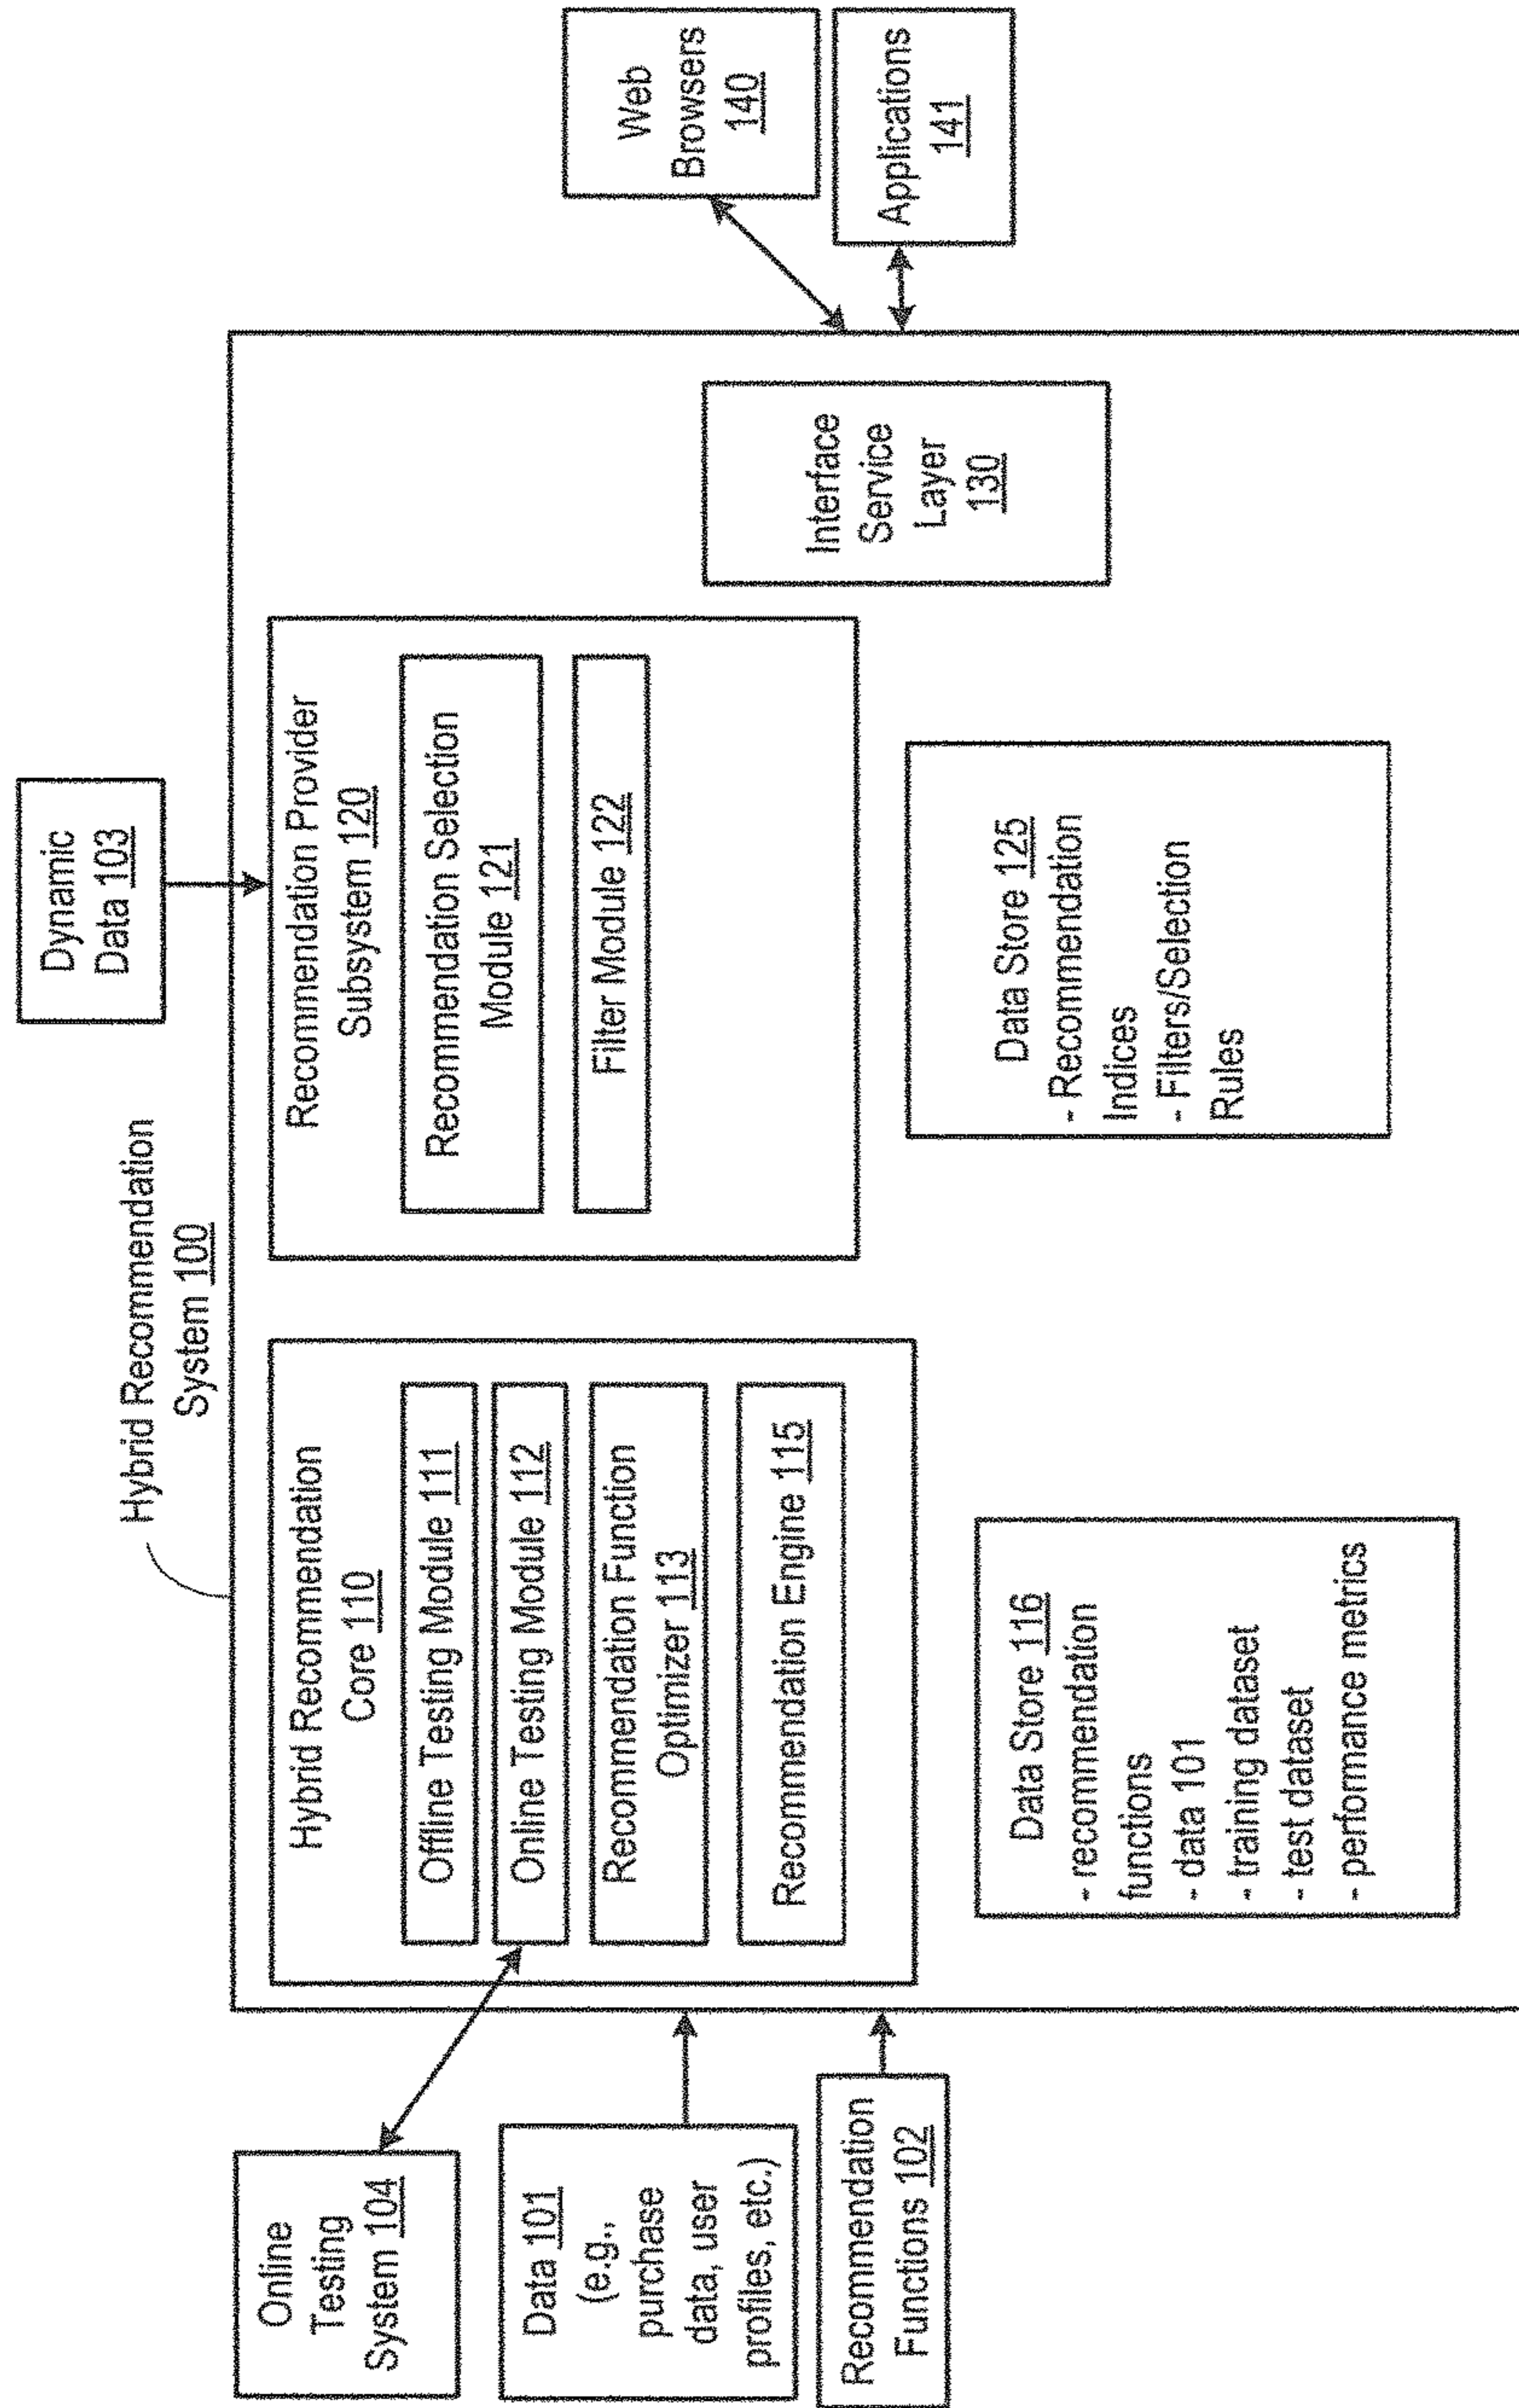 Hybrid Recommendation
System 100
Dynamic
Data 103
Online
Testing
System 104
Data 101
(e.g.,
purchase
data, user
profiles, etc.)
Recommendation
Functions 102
Hybrid Recommendation
Core 110
Offline Testing Module 111
Online Testing Module 112
Recommendation Function
Optimizer 113
Recommendation Engine 115
Data Store 116
- recommendation
functions
- data 101
- training dataset
- test dataset
- performance metrics
Recommendation Provider
Subsystem 120
Recommendation Selection
Module 121
Filter Module 122
Data Store 125
- Recommendation
Indices
- Filters/Selection
Rules
Interface
Service
Layer
130
Web
Browsers
140
Applications
141